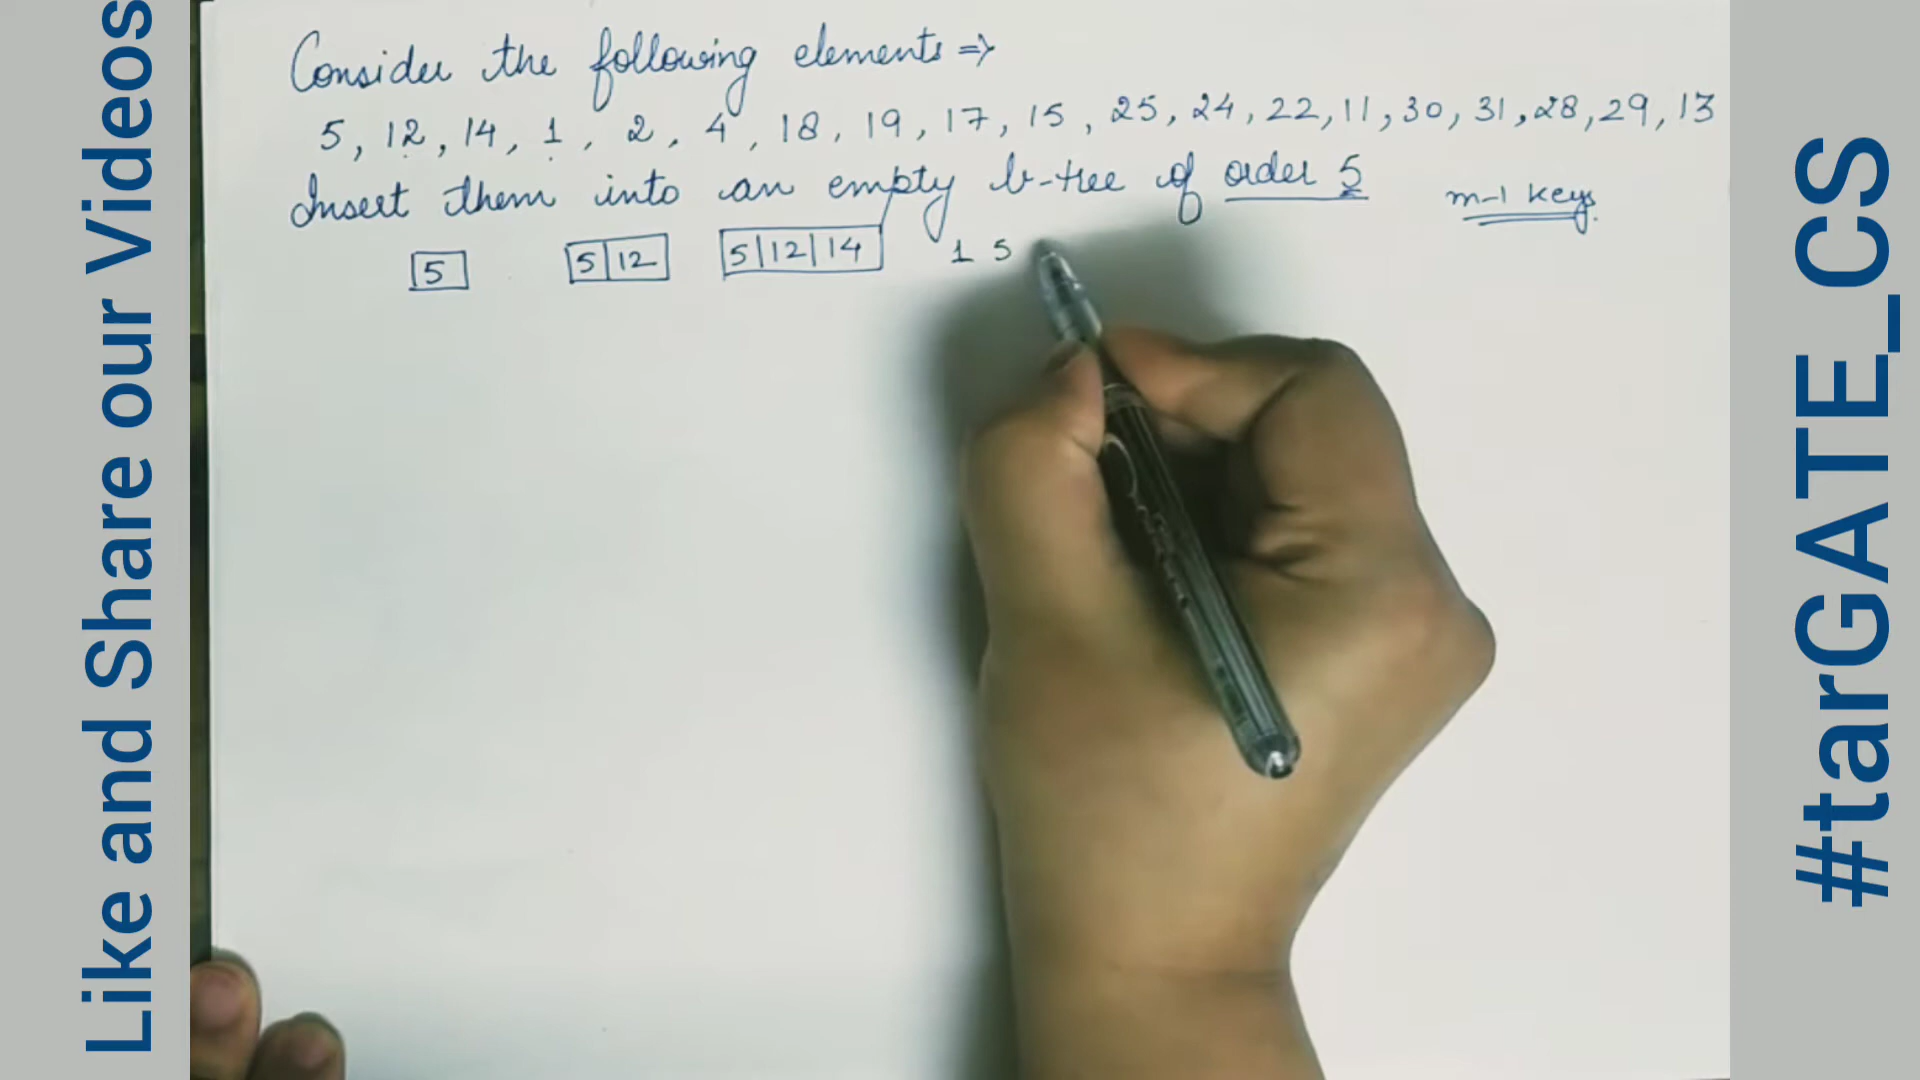 Like and Share our Videos
Consider the following elements ⇒
5, 12, 14, 1, 2, 4, 18, 19, 17, 15, 25, 24, 22, 11, 30, 31, 28, 29, 13
Insert them into an empty b-tree of order 5
m-1 keys.
5 5|12 5|12|14 1 5
#tarGATE_CS